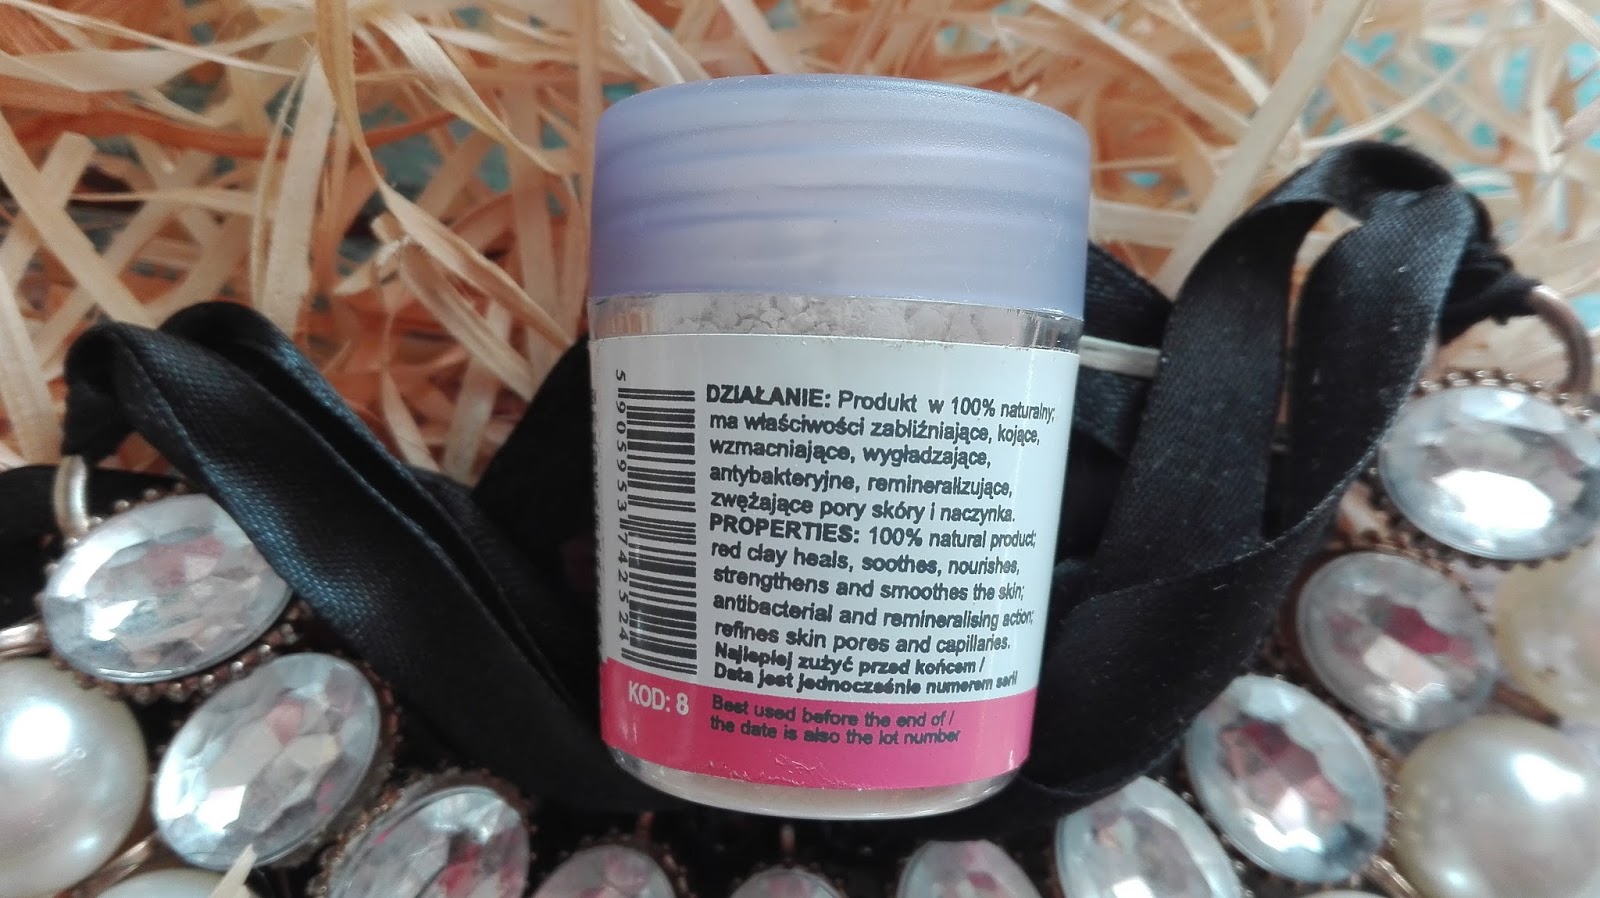 DZIAŁANIE: Produkt w 100% naturalny;
ma właściwości zabliźniające, kojące,
wzmacniające, wygładzające,
antybakteryjne, remineralizujące,
zwężające pory skóry i naczynka.
PROPERTIES: 100% natural product;
red clay heals, soothes, nourishes,
strengthens and smoothes the skin;
antibacterial and remineralising action;
refines skin pores and capillaries.
Najlepiej zużyć przed końcem /
Data jest jednocześnie numerem serii
Best used before the end of /
the date is also the lot number
KOD: 8
5 905953 742524